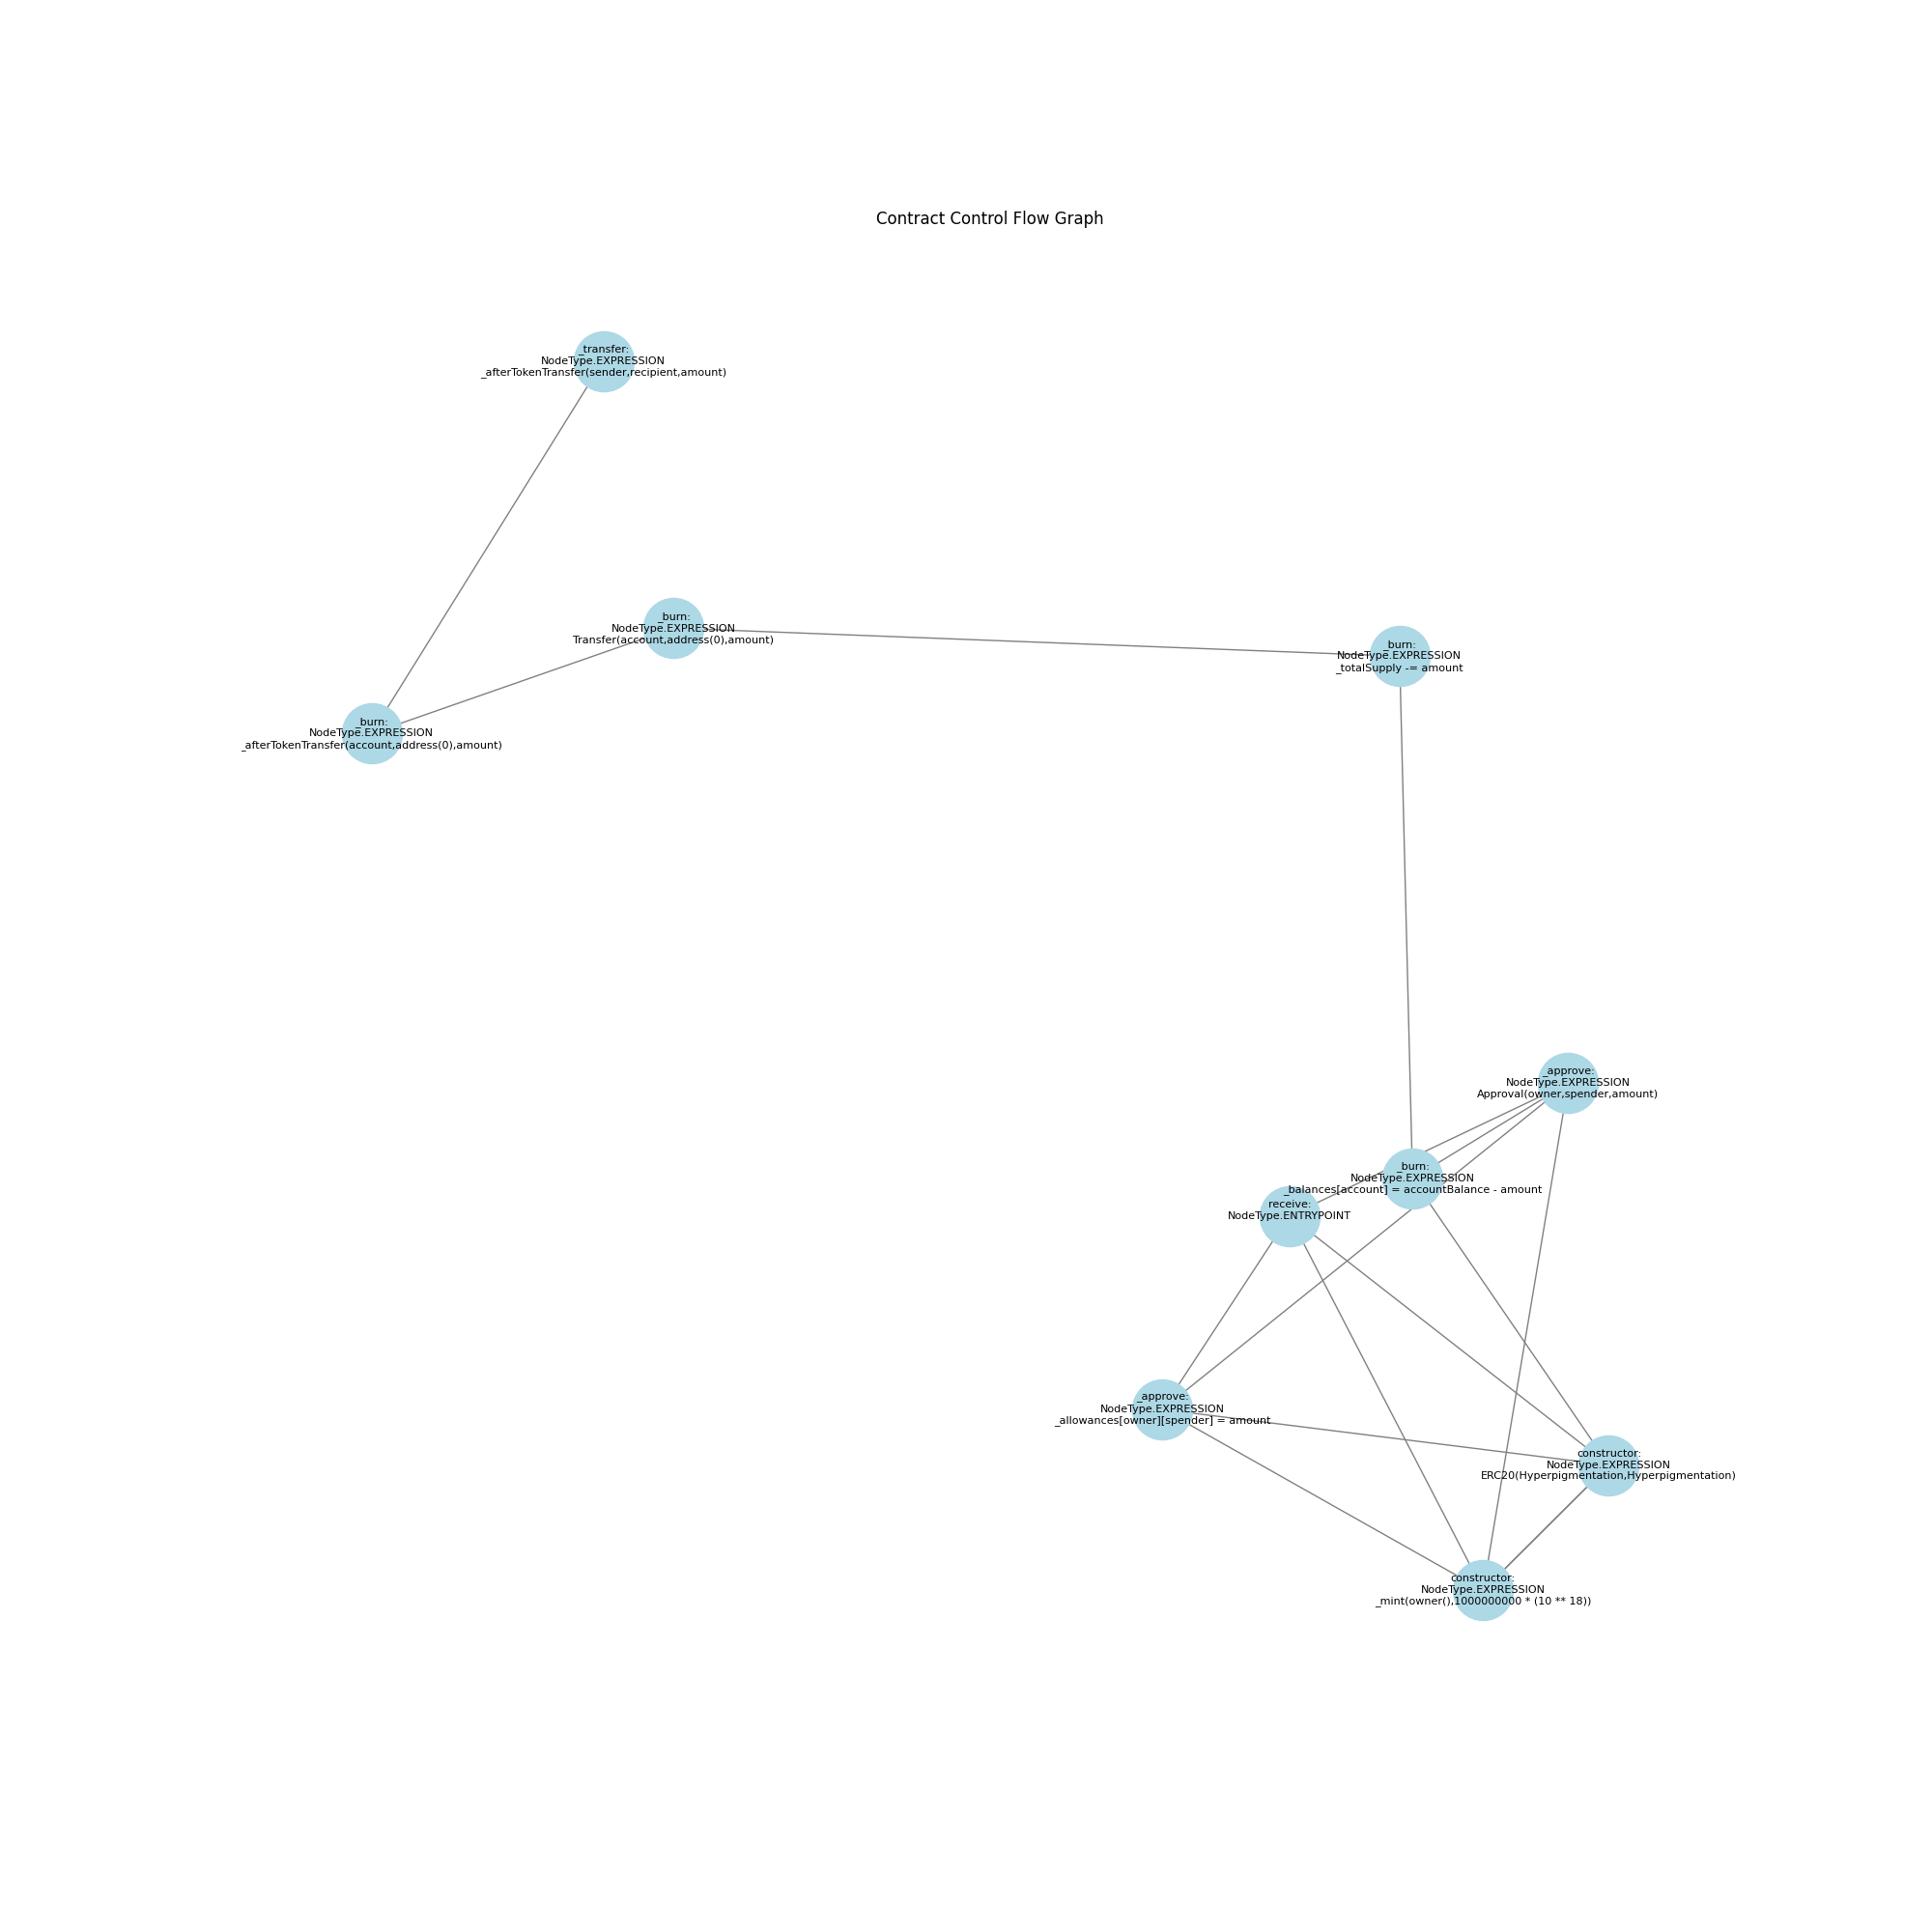 Contract Control Flow Graph
_transfer:
NodeType.EXPRESSION
_afterTokenTransfer(sender,recipient,amount)
_burn:
NodeType.EXPRESSION
Transfer(account,address(0),amount)
_burn:
NodeType.EXPRESSION
_totalSupply -= amount
_burn:
NodeType.EXPRESSION
_afterTokenTransfer(account,address(0),amount)
_approve:
NodeType.EXPRESSION
Approval(owner,spender,amount)
_burn:
NodeType.EXPRESSION
_balances[account] = accountBalance - amount
receive:
NodeType.ENTRYPOINT
_approve:
NodeType.EXPRESSION
_allowances[owner][spender] = amount
constructor:
NodeType.EXPRESSION
ERC20(Hyperpigmentation,Hyperpigmentation)
constructor:
NodeType.EXPRESSION
_mint(owner(),1000000000 * (10 ** 18))